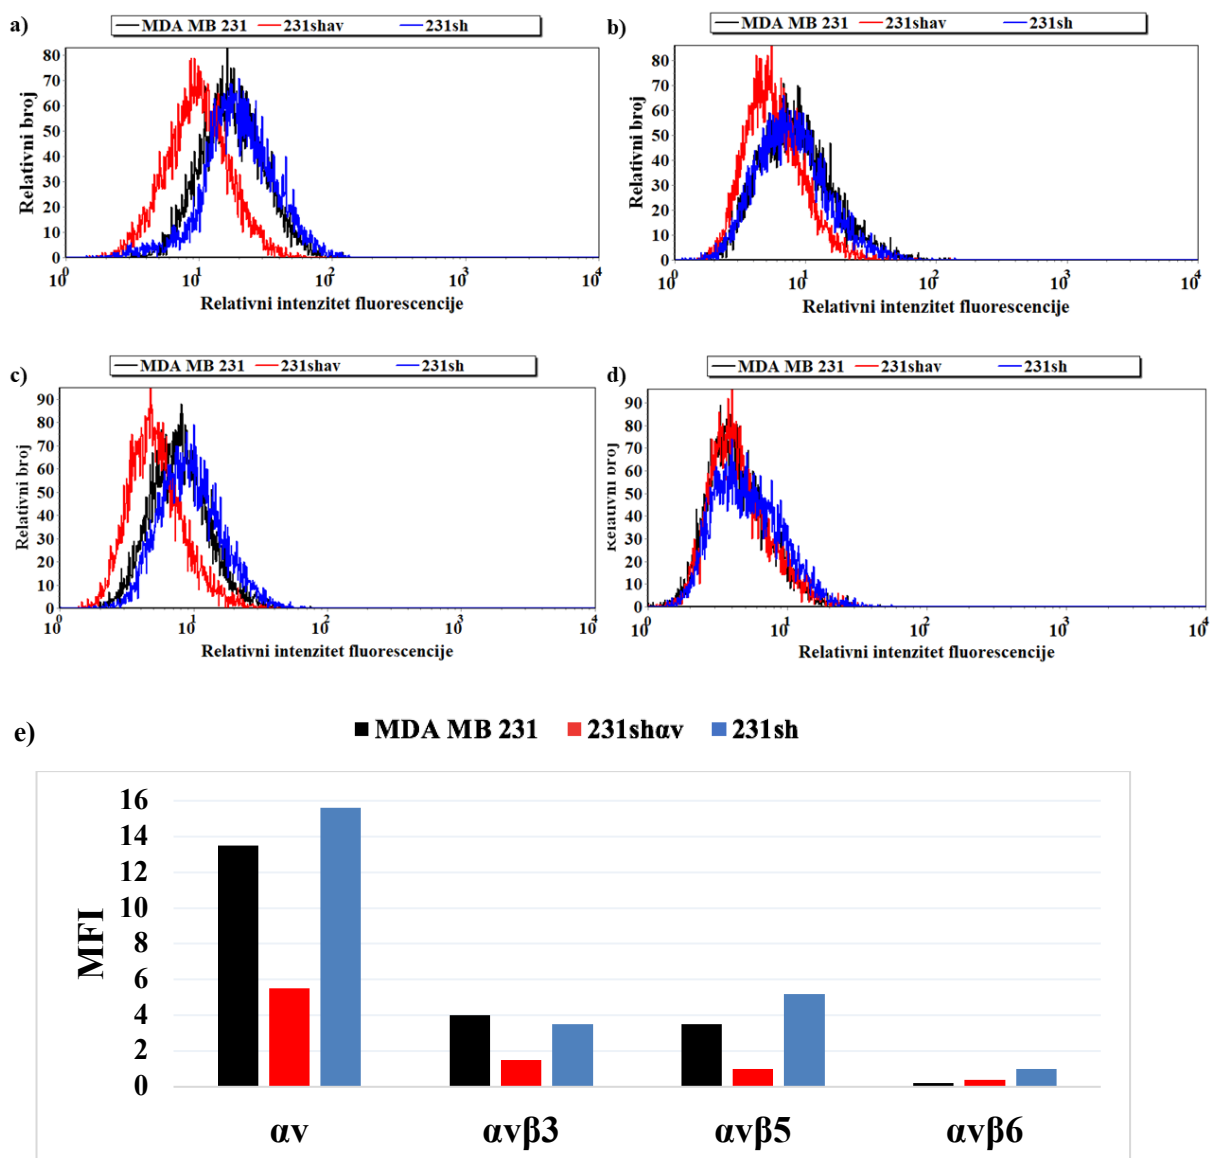 a)
MDA MB 231 231shav 231sh
Relativni broj
80
70
60
50
40
30
20
10
0
10^0 10^1 10^2 10^3 10^4
Relativni intenzitet fluorescencije
b)
MDA MB 231 231shav 231sh
Relativni broj
80
70
60
50
40
30
20
10
0
10^0 10^1 10^2 10^3 10^4
Relativni intenzitet fluorescencije
c)
MDA MB 231 231shav 231sh
Relativni broj
90
80
70
60
50
40
30
20
10
0
10^0 10^1 10^2 10^3 10^4
Relativni intenzitet fluorescencije
d)
MDA MB 231 231shav 231sh
Relativni broj
90
80
70
60
50
40
30
20
10
0
10^0 10^1 10^2 10^3 10^4
Relativni intenzitet fluorescencije
e)
MDA MB 231 231shαv 231sh
MFI
16
14
12
10
8
6
4
2
0
αv αvβ3 αvβ5 αvβ6